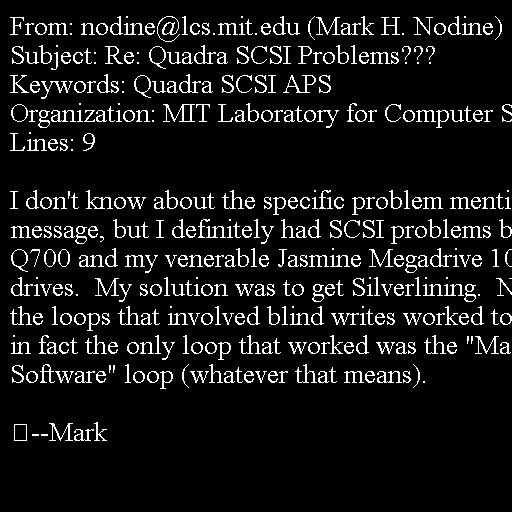 From: nodine@lcs.mit.edu (Mark H. Nodine)
Subject: Re: Quadra SCSI Problems???
Keywords: Quadra SCSI APS
Organization: MIT Laboratory for Computer S
Lines: 9

I don't know about the specific problem menti
message, but I definitely had SCSI problems b
Q700 and my venerable Jasmine Megadrive 10
drives.  My solution was to get Silverlining.  N
the loops that involved blind writes worked to
in fact the only loop that worked was the "Ma
Software" loop (whatever that means).

--Mark